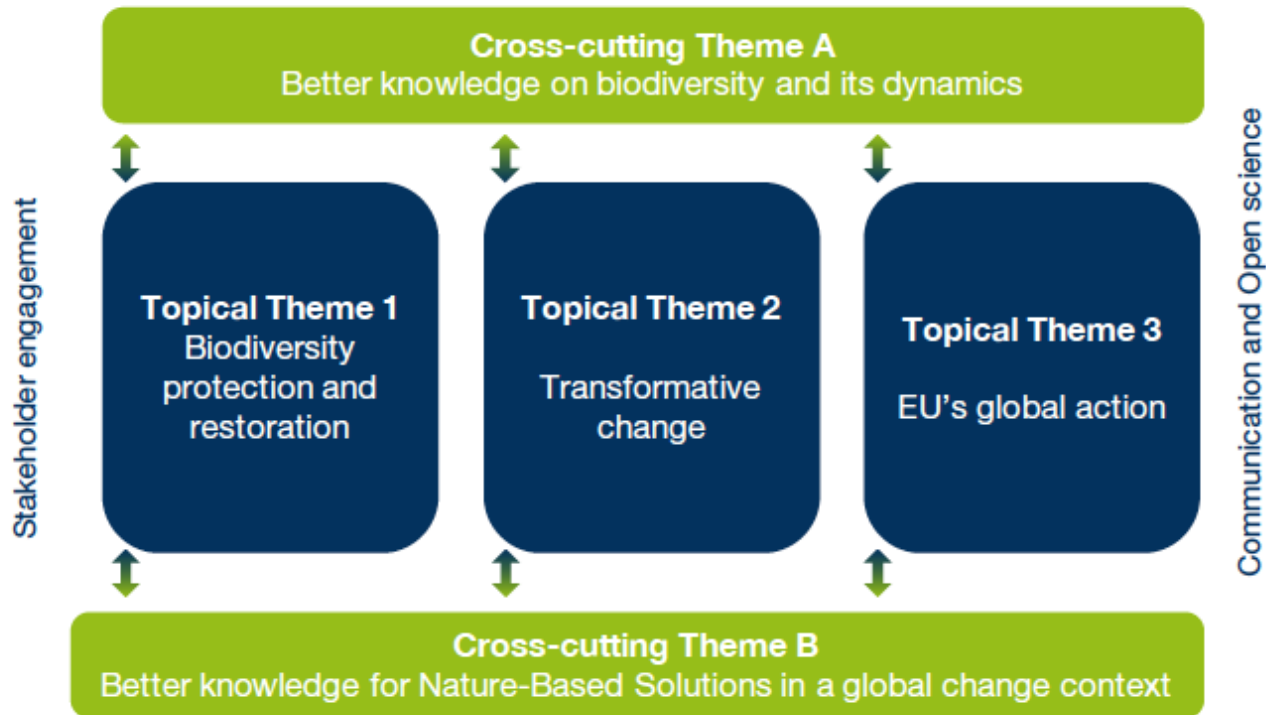 Cross-cutting Theme A
Better knowledge on biodiversity and its dynamics
Stakeholder engagement
Topical Theme 1
Biodiversity
protection and
restoration
Topical Theme 2
Transformative
change
Topical Theme 3
EU's global action
Communication and Open science
Cross-cutting Theme B
Better knowledge for Nature-Based Solutions in a global change context